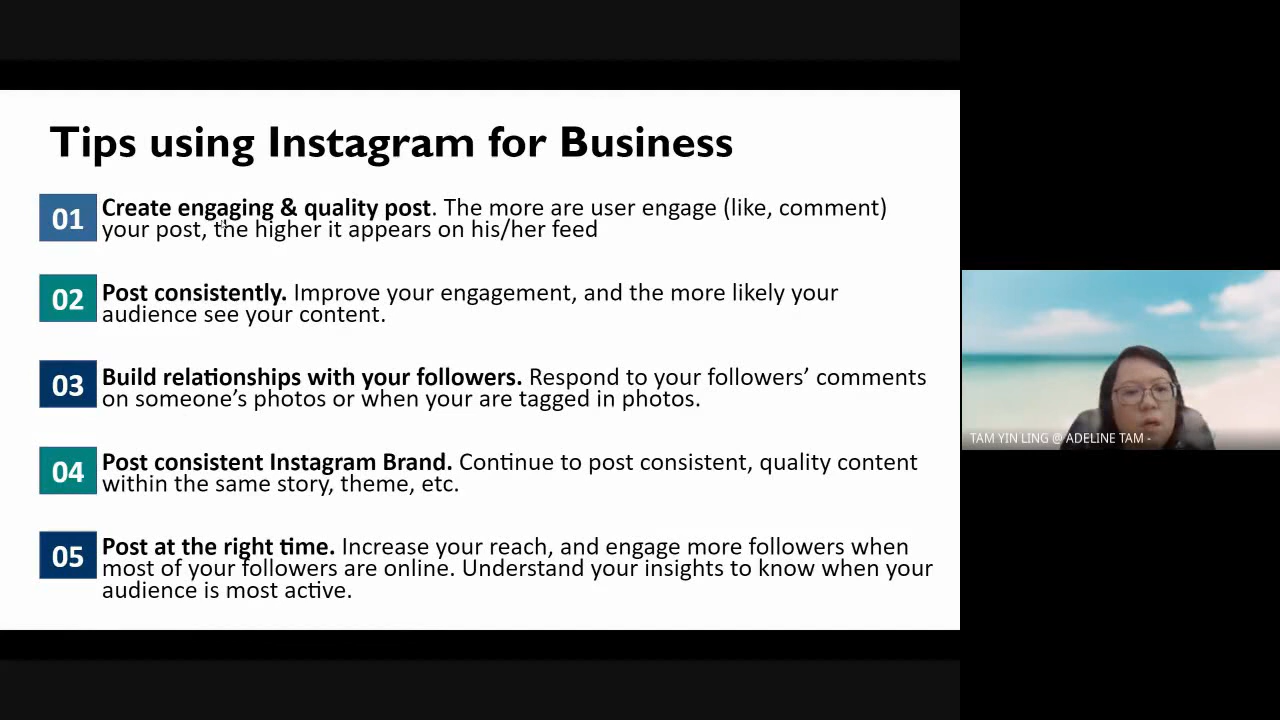 Tips using Instagram for Business
01
Create engaging & quality post. The more are user engage (like, comment)
your post, the higher it appears on his/her feed
02
Post consistently. Improve your engagement, and the more likely your
audience see your content.
03
Build relationships with your followers. Respond to your followers’ comments
on someone’s photos or when your are tagged in photos.
04
Post consistent Instagram Brand. Continue to post consistent, quality content
within the same story, theme, etc.
05
Post at the right time. Increase your reach, and engage more followers when
most of your followers are online. Understand your insights to know when your
audience is most active.
TAM YIN LING @ ADELINE TAM -